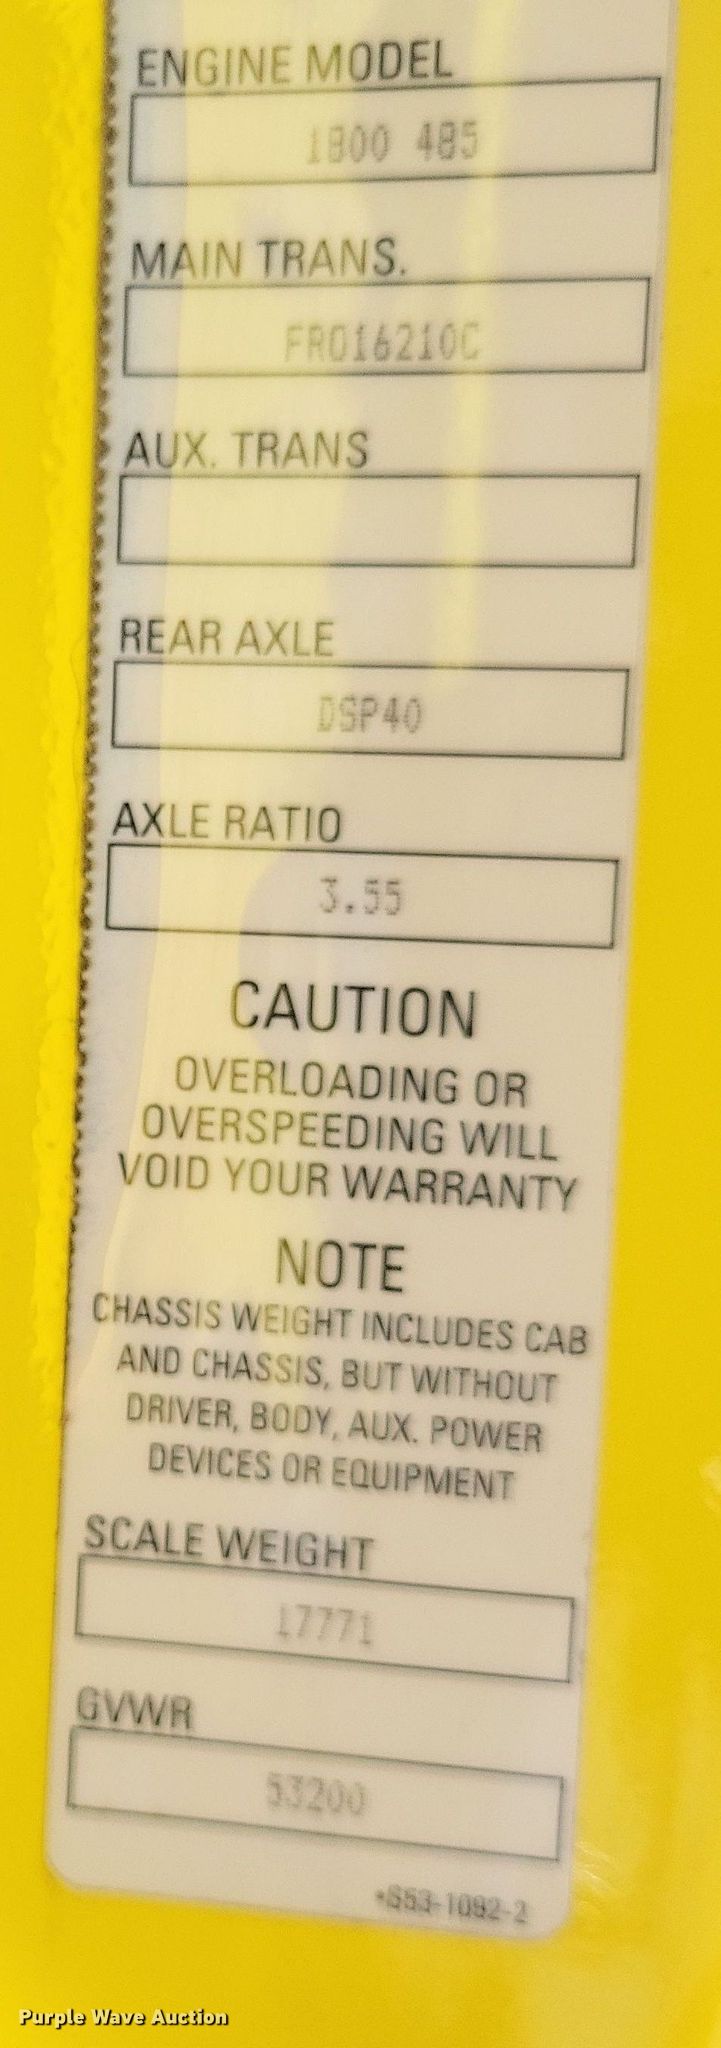 ENGINE MODEL
1800 485
MAIN TRANS.
FRO16210C
AUX. TRANS
REAR AXLE
DSP40
AXLE RATIO
3.55
CAUTION
OVERLOADING OR
OVERSPEEDING WILL
VOID YOUR WARRANTY
NOTE
CHASSIS WEIGHT INCLUDES CAB
AND CHASSIS, BUT WITHOUT
DRIVER, BODY, AUX. POWER
DEVICES OR EQUIPMENT
SCALE WEIGHT
17771
GVWR
53200
•S53-1092-2
Purple Wave Auction